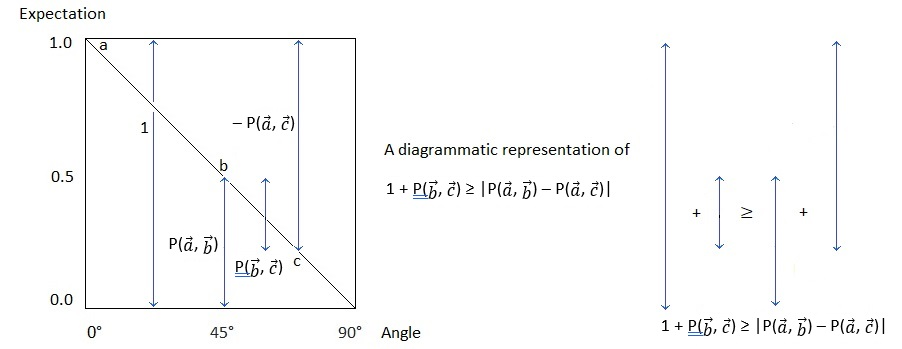 Expectation
1.0
a
1
− P(a⃗, c⃗)
b
0.5
P(a⃗, b⃗)
P(b⃗, c⃗)
c
0.0
0°
45°
90°
Angle
A diagrammatic representation of
1 + P(b⃗, c⃗) ≥ |P(a⃗, b⃗) − P(a⃗, c⃗)|
+ ≥ +
1 + P(b⃗, c⃗) ≥ |P(a⃗, b⃗) − P(a⃗, c⃗)|